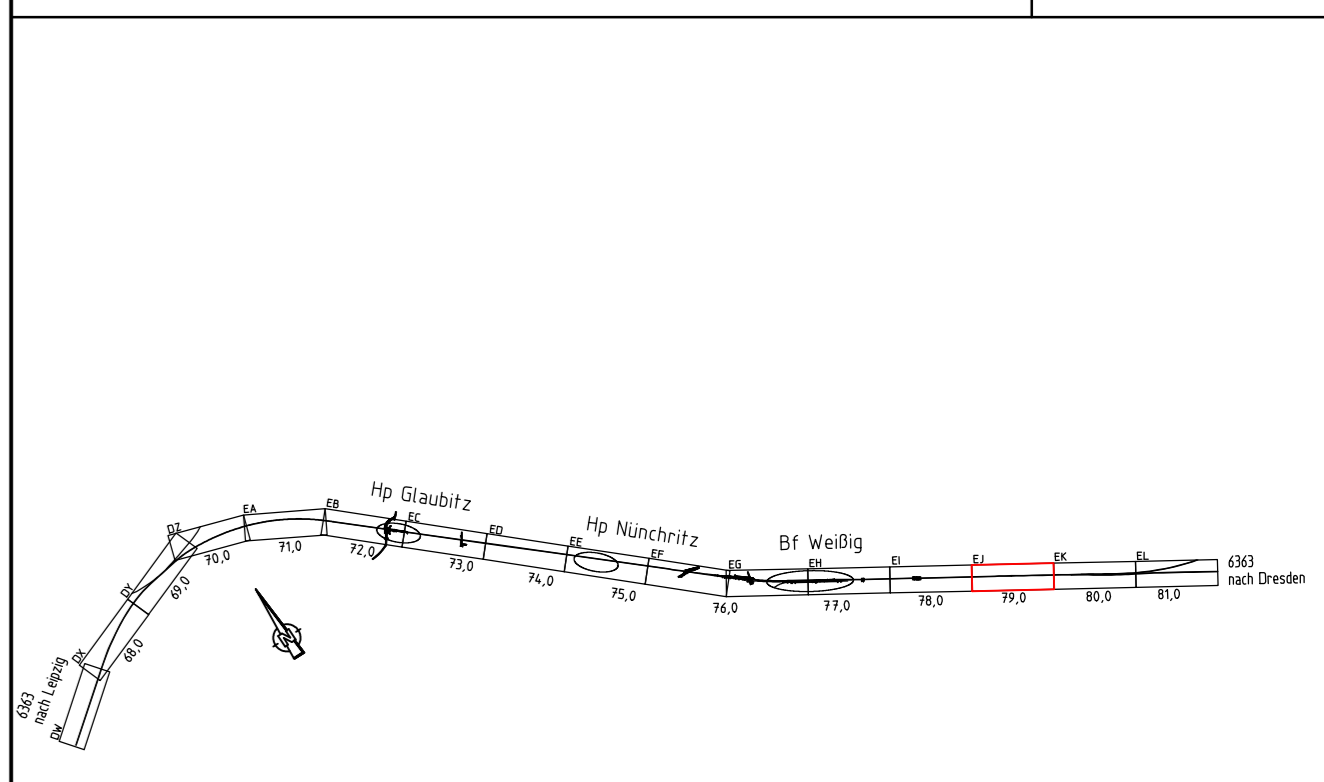 Hp Glaubitz
Hp Nünchritz
Bf Weißig
DW
DX
DY
DZ
EA
EB
EC
ED
EE
EF
EG
EH
EI
EJ
EK
EL
68,0
69,0
70,0
71,0
72,0
73,0
74,0
75,0
76,0
77,0
78,0
79,0
80,0
81,0
6363
nach Leipzig
6363
nach Dresden
N